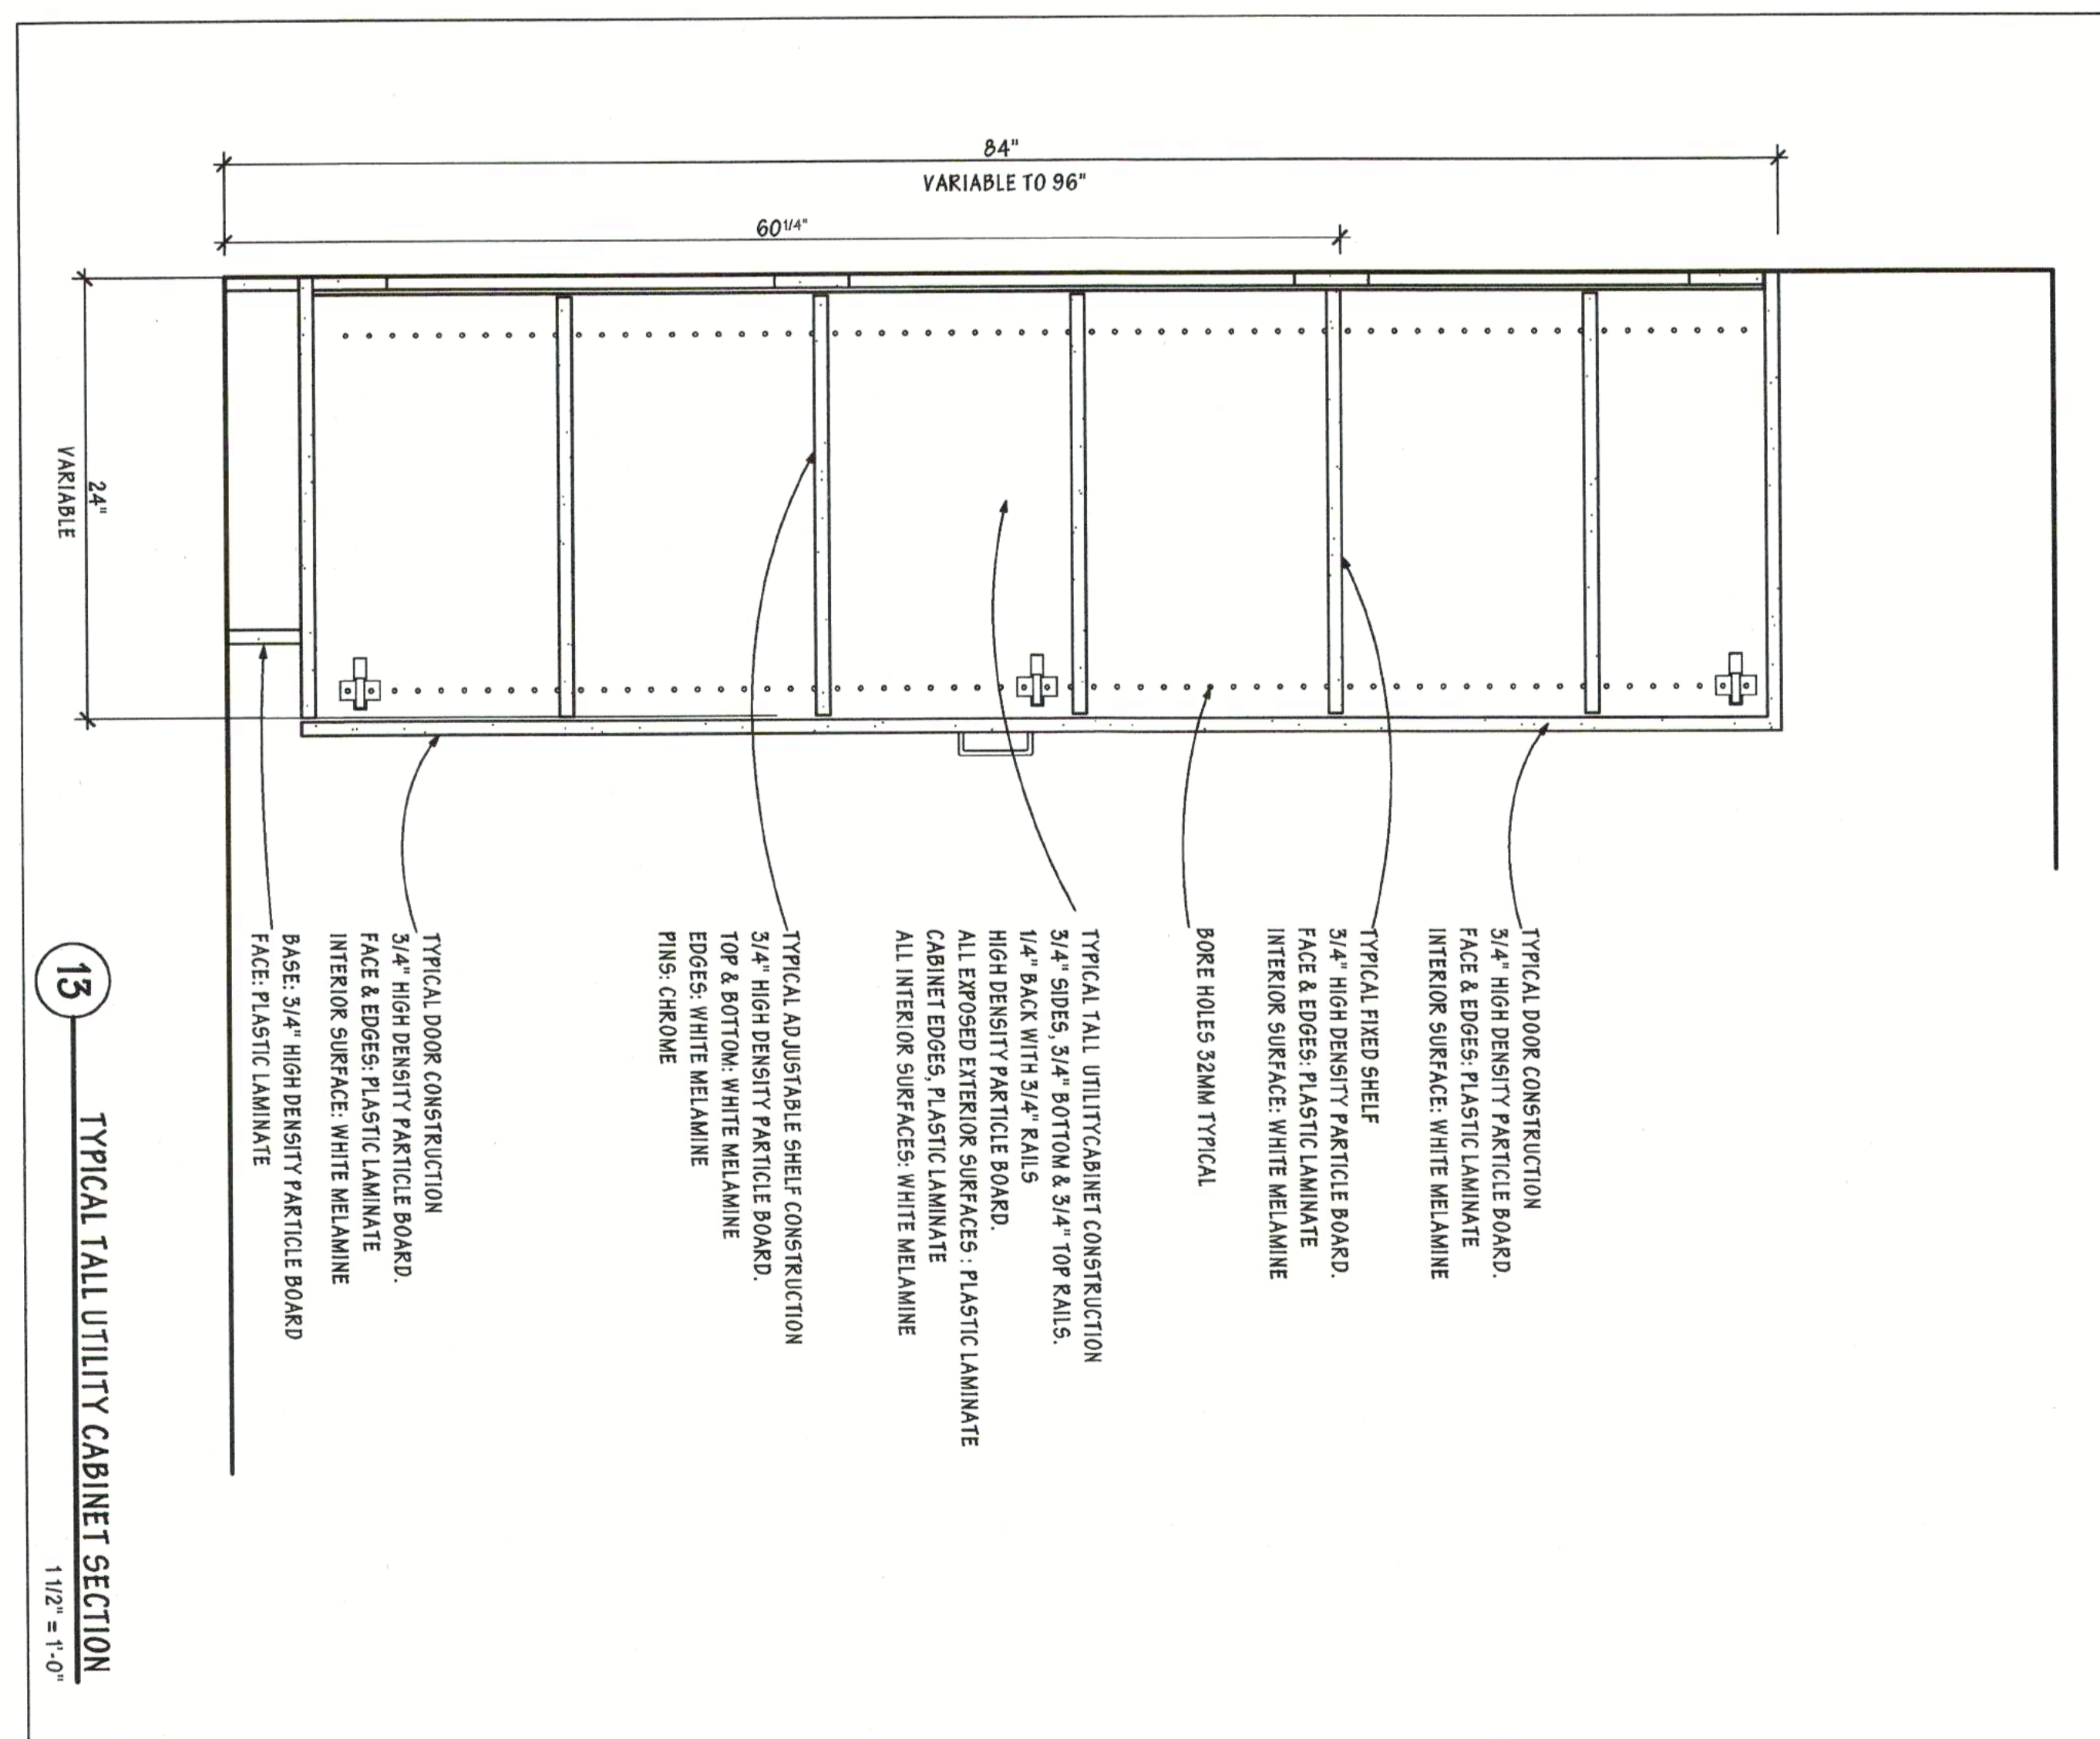 84"
VARIABLE TO 96"
60 1/4"
24"
VARIABLE
TYPICAL DOOR CONSTRUCTION
3/4" HIGH DENSITY PARTICLE BOARD.
FACE & EDGES: PLASTIC LAMINATE
INTERIOR SURFACE: WHITE MELAMINE
TYPICAL FIXED SHELF
3/4" HIGH DENSITY PARTICLE BOARD.
FACE & EDGES: PLASTIC LAMINATE
INTERIOR SURFACE: WHITE MELAMINE
BORE HOLES 32MM TYPICAL
TYPICAL TALL UTILITYCABINET CONSTRUCTION
3/4" SIDES, 3/4" BOTTOM & 3/4" TOP RAILS.
1/4" BACK WITH 3/4" RAILS
HIGH DENSITY PARTICLE BOARD.
ALL EXPOSED EXTERIOR SURFACES : PLASTIC LAMINATE
CABINET EDGES, PLASTIC LAMINATE
ALL INTERIOR SURFACES: WHITE MELAMINE
TYPICAL ADJUSTABLE SHELF CONSTRUCTION
3/4" HIGH DENSITY PARTICLE BOARD.
TOP & BOTTOM: WHITE MELAMINE
EDGES: WHITE MELAMINE
PINS: CHROME
TYPICAL DOOR CONSTRUCTION
3/4" HIGH DENSITY PARTICLE BOARD.
FACE & EDGES: PLASTIC LAMINATE
INTERIOR SURFACE: WHITE MELAMINE
BASE: 3/4" HIGH DENSITY PARTICLE BOARD
FACE: PLASTIC LAMINATE
13
TYPICAL TALL UTILITY CABINET SECTION
1 1/2" = 1'-0"